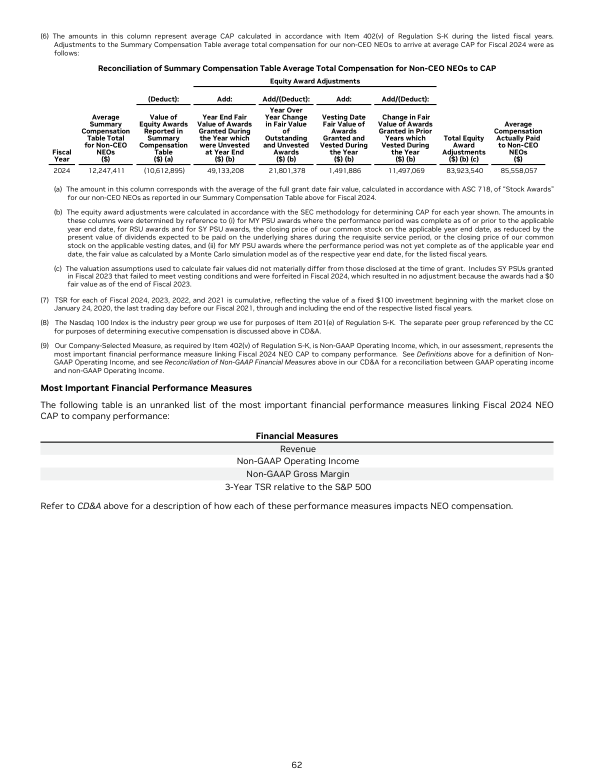 (6) The amounts in this column represent average CAP calculated in accordance with Item 402(v) of Regulation S-K during the listed fiscal years.
Adjustments to the Summary Compensation Table average total compensation for our non-CEO NEOs to arrive at average CAP for Fiscal 2024 were as
follows:
Reconciliation of Summary Compensation Table Average Total Compensation for Non-CEO NEOs to CAP
Equity Award Adjustments
(Deduct): Add: Add/(Deduct): Add: Add/(Deduct):
Fiscal Year
Average Summary Compensation Table Total for Non-CEO NEOs ($)
Value of Equity Awards Reported in Summary Compensation Table ($) (a)
Year End Fair Value of Awards Granted During the Year which were Unvested at Year End ($) (b)
Year Over Year Change in Fair Value of Outstanding and Unvested Awards ($) (b)
Vesting Date Fair Value of Awards Granted and Vested During the Year ($) (b)
Change in Fair Value of Awards Granted in Prior Years which Vested During the Year ($) (b)
Total Equity Award Adjustments ($) (b) (c)
Average Compensation Actually Paid to Non-CEO NEOs ($)
2024 12,247,411 (10,612,895) 49,133,208 21,801,378 1,491,886 11,497,069 83,923,540 85,558,057
(a) The amount in this column corresponds with the average of the full grant date fair value, calculated in accordance with ASC 718, of “Stock Awards”
for our non-CEO NEOs as reported in our Summary Compensation Table above for Fiscal 2024.
(b) The equity award adjustments were calculated in accordance with the SEC methodology for determining CAP for each year shown. The amounts in
these columns were determined by reference to (i) for MY PSU awards where the performance period was complete as of or prior to the applicable
year end date, for RSU awards and for SY PSU awards, the closing price of our common stock on the applicable year end date, as reduced by the
present value of dividends expected to be paid on the underlying shares during the requisite service period, or the closing price of our common
stock on the applicable vesting dates, and (ii) for MY PSU awards where the performance period was not yet complete as of the applicable year end
date, the fair value as calculated by a Monte Carlo simulation model as of the respective year end date, for the listed fiscal years.
(c) The valuation assumptions used to calculate fair values did not materially differ from those disclosed at the time of grant. Includes SY PSUs granted
in Fiscal 2023 that failed to meet vesting conditions and were forfeited in Fiscal 2024, which resulted in no adjustment because the awards had a $0
fair value as of the end of Fiscal 2023.
(7) TSR for each of Fiscal 2024, 2023, 2022, and 2021 is cumulative, reflecting the value of a fixed $100 investment beginning with the market close on
January 24, 2020, the last trading day before our Fiscal 2021, through and including the end of the respective listed fiscal years.
(8) The Nasdaq 100 Index is the industry peer group we use for purposes of Item 201(e) of Regulation S-K. The separate peer group referenced by the CC
for purposes of determining executive compensation is discussed above in CD&A.
(9) Our Company-Selected Measure, as required by Item 402(v) of Regulation S-K, is Non-GAAP Operating Income, which, in our assessment, represents the
most important financial performance measure linking Fiscal 2024 NEO CAP to company performance. See Definitions above for a definition of Non-
GAAP Operating Income, and see Reconciliation of Non-GAAP Financial Measures above in our CD&A for a reconciliation between GAAP operating income
and non-GAAP Operating Income.
Most Important Financial Performance Measures
The following table is an unranked list of the most important financial performance measures linking Fiscal 2024 NEO
CAP to company performance:
Financial Measures
Revenue
Non-GAAP Operating Income
Non-GAAP Gross Margin
3-Year TSR relative to the S&P 500
Refer to CD&A above for a description of how each of these performance measures impacts NEO compensation.
62